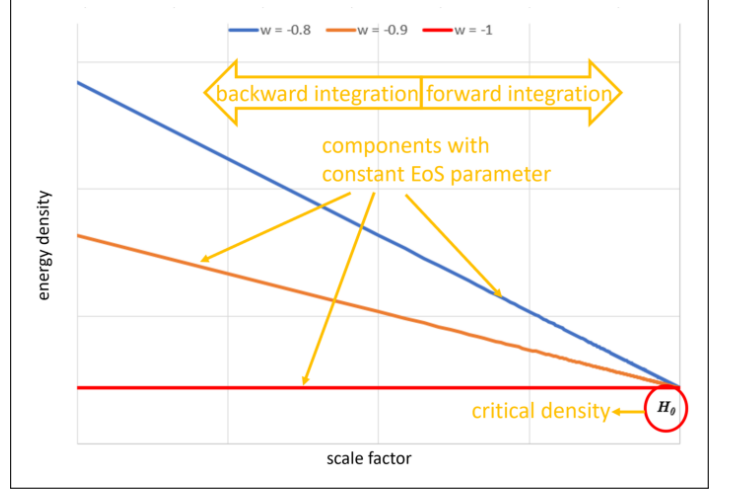 w = -0.8 w = -0.9 w = -1
backward integration forward integration
components with
constant EoS parameter
energy density
critical density
H₀
scale factor